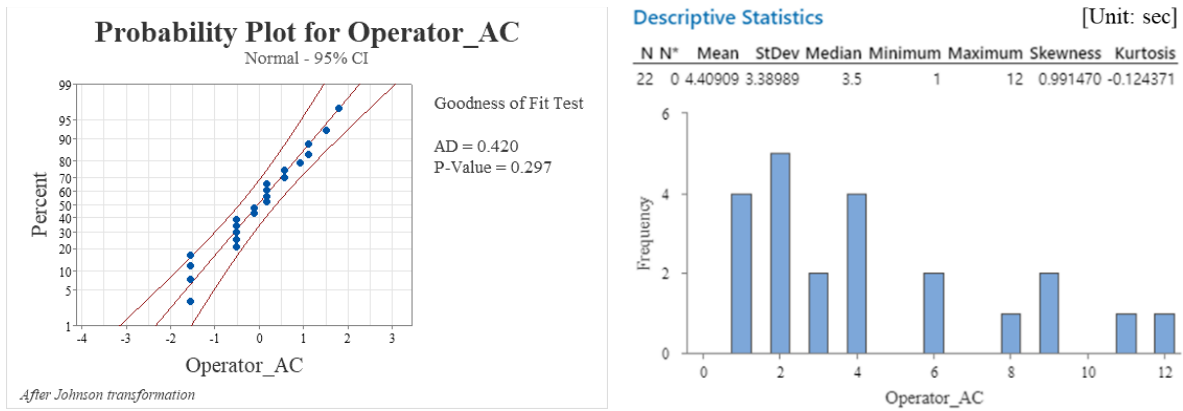 Probability Plot for Operator_AC
Normal - 95% CI
99
95
90
80
70
60
50
40
30
20
10
5
1
Percent
-4 -3 -2 -1 0 1 2 3
Operator_AC
After Johnson transformation
Goodness of Fit Test
AD = 0.420
P-Value = 0.297
Descriptive Statistics [Unit: sec]
N N* Mean StDev Median Minimum Maximum Skewness Kurtosis
22 0 4.40909 3.38989 3.5 1 12 0.991470 -0.124371
6
4
2
0
Frequency
0 2 4 6 8 10 12
Operator_AC